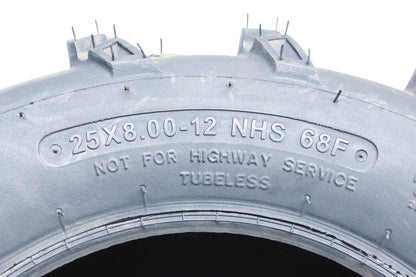 25X8.00-12 NHS 68F
NOT FOR HIGHWAY SERVICE
TUBELESS